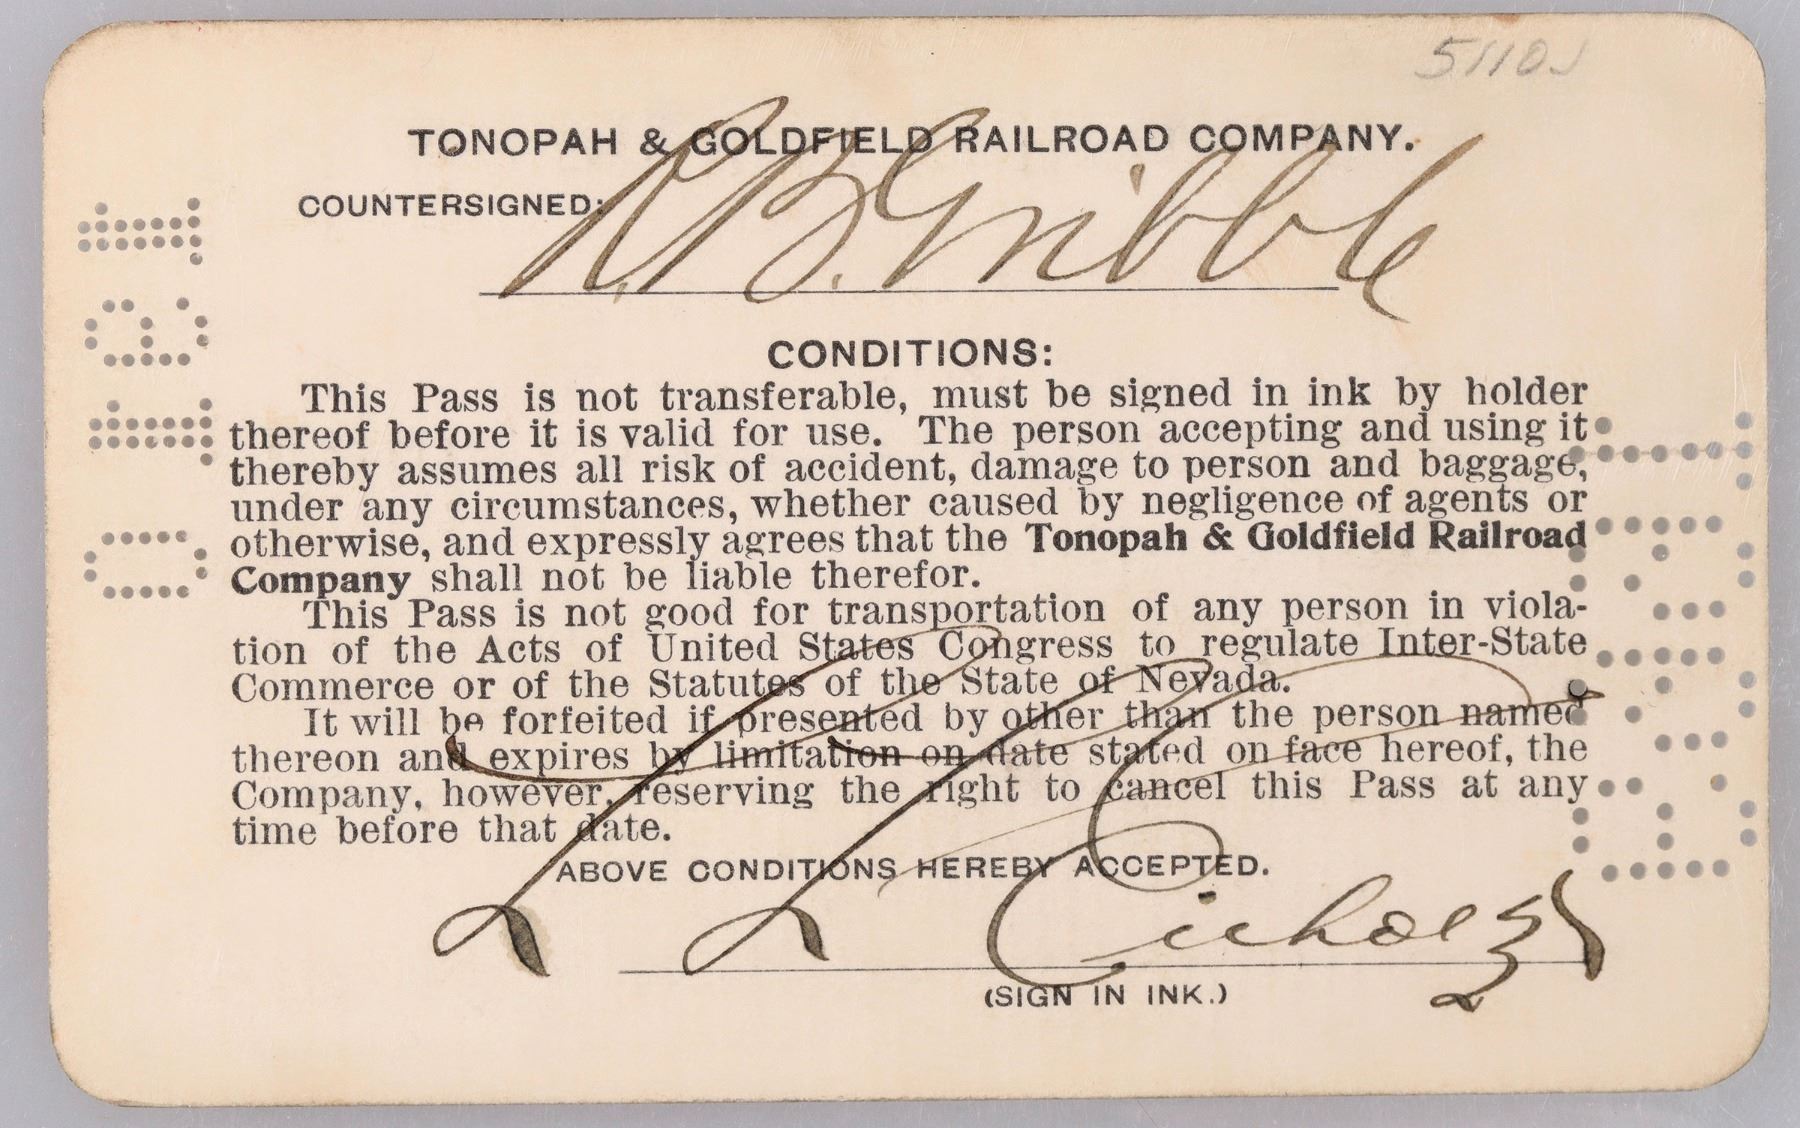 TONOPAH & GOLDFIELD RAILROAD COMPANY.
COUNTERSIGNED: R. B. Gribble
CONDITIONS:
This Pass is not transferable, must be signed in ink by holder
thereof before it is valid for use. The person accepting and using it
thereby assumes all risk of accident, damage to person and baggage,
under any circumstances, whether caused by negligence of agents or
otherwise, and expressly agrees that the Tonopah & Goldfield Railroad
Company shall not be liable therefor.
This Pass is not good for transportation of any person in viola-
tion of the Acts of United States Congress to regulate Inter-State
Commerce or of the Statutes of the State of Nevada.
It will be forfeited if presented by other than the person named
thereon and expires by limitation on date stated on face hereof, the
Company, however, reserving the right to cancel this Pass at any
time before that date.
ABOVE CONDITIONS HEREBY ACCEPTED.
(SIGN IN INK.)